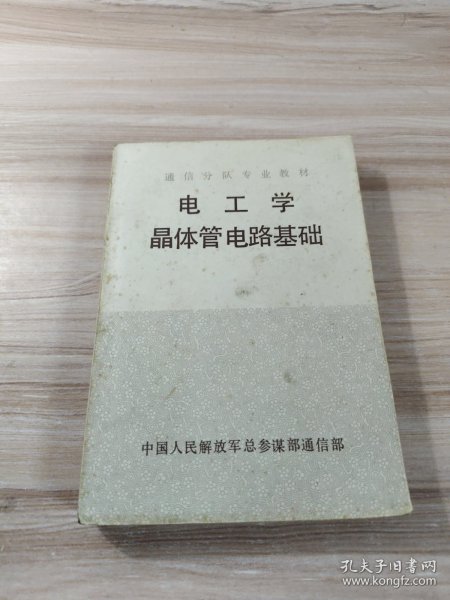 通信分队专业教材
电工学
晶体管电路基础
中国人民解放军总参谋部通信部
孔夫子旧书网
www.kongfz.com